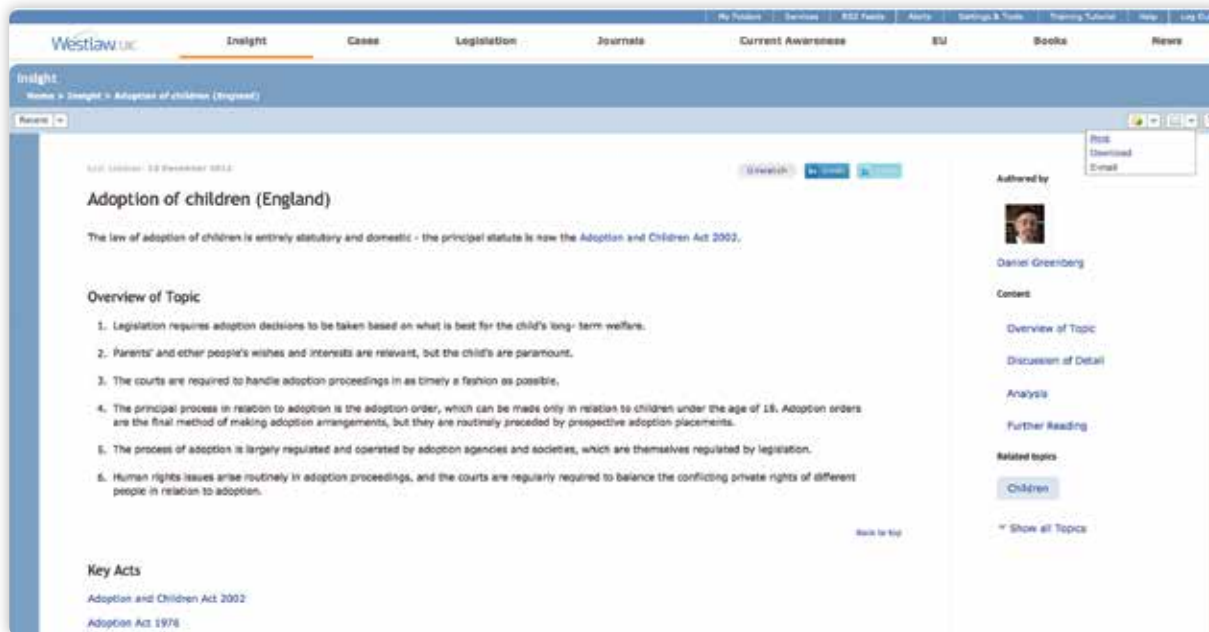 My Folders Services RSS Feeds Alerts Settings & Tools Training Tutorial Help Log Out
Westlaw UK Insight Cases Legislation Journals Current Awareness EU Books News
Insight
Home > Insight > Adoption of children (England)
Recent
Print
Download
E-mail
December 2012
Adoption of children (England)
The law of adoption of children is entirely statutory and domestic - the principal statute is now the Adoption and Children Act 2002.
Overview of Topic
1. Legislation requires adoption decisions to be taken based on what is best for the child's long- term welfare.
2. Parents' and other people's wishes and interests are relevant, but the child's are paramount.
3. The courts are required to handle adoption proceedings in as timely a fashion as possible.
4. The principal process in relation to adoption is the adoption order, which can be made only in relation to children under the age of 18. Adoption orders
are the final method of making adoption arrangements, but they are routinely preceded by prospective adoption placements.
5. The process of adoption is largely regulated and operated by adoption agencies and societies, which are themselves regulated by legislation.
6. Human rights issues arise routinely in adoption proceedings, and the courts are regularly required to balance the conflicting private rights of different
people in relation to adoption.
Back to top
Key Acts
Adoption and Children Act 2002
Adoption Act 1976
Authored by
Daniel Greenberg
Content
Overview of Topic
Discussion of Detail
Analysis
Further Reading
Related topics
Children
Show all Topics